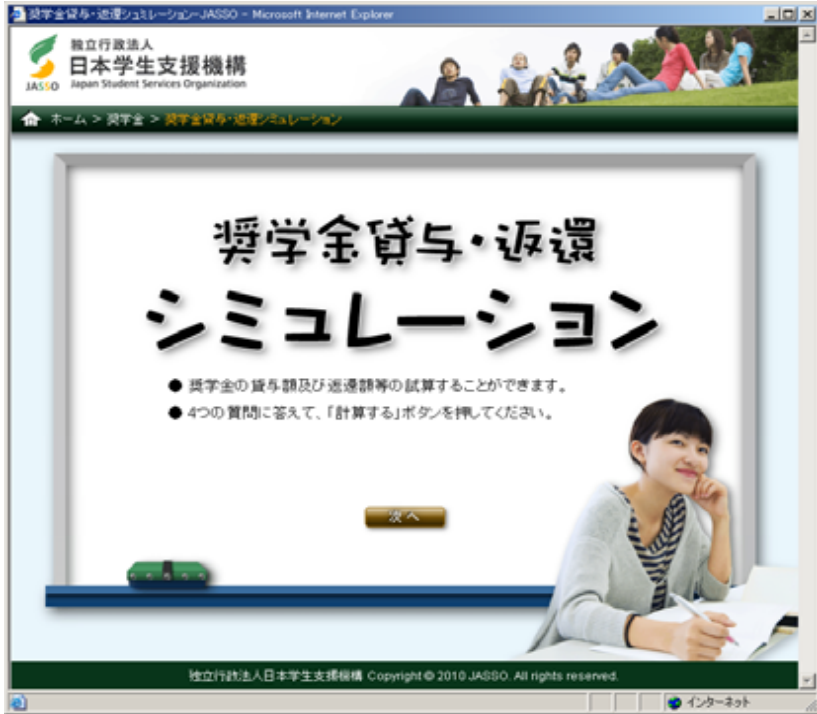 奨学金貸与・返還シュミレーション-JASSO - Microsoft Internet Explorer
独立行政法人
日本学生支援機構
JASSO Japan Student Services Organization
ホーム > 奨学金 > 奨学金貸与・返還シュミレーション
奨学金貸与・返還
シミュレーション
● 奨学金の貸与額及び返還額等の試算することができます。
● 4つの質問に答えて、「計算する」ボタンを押してください。
次へ
独立行政法人日本学生支援機構 Copyright © 2010 JASSO. All rights reserved.
インターネット